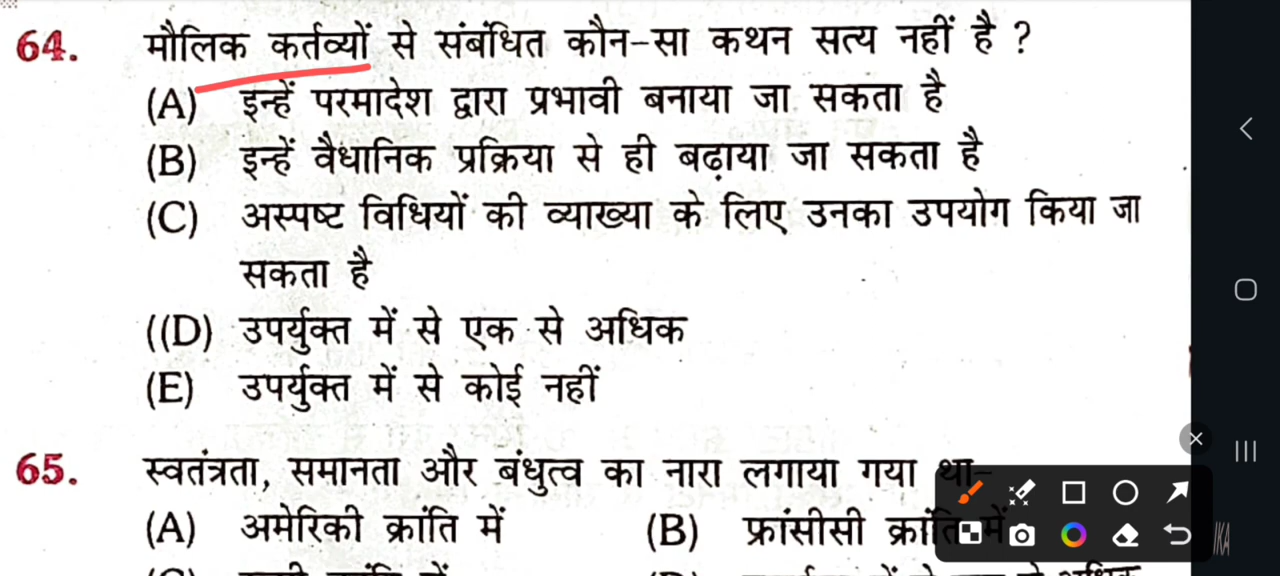 64. मौलिक कर्तव्यों से संबंधित कौन-सा कथन सत्य नहीं है ?
(A) इन्हें परमादेश द्वारा प्रभावी बनाया जा सकता है
(B) इन्हें वैधानिक प्रक्रिया से ही बढ़ाया जा सकता है
(C) अस्पष्ट विधियों की व्याख्या के लिए उनका उपयोग किया जा
सकता है
((D) उपर्युक्त में से एक से अधिक
(E) उपर्युक्त में से कोई नहीं
65. स्वतंत्रता, समानता और बंधुत्व का नारा लगाया गया था-
(A) अमेरिकी क्रांति में (B) फ्रांसीसी क्रांति में